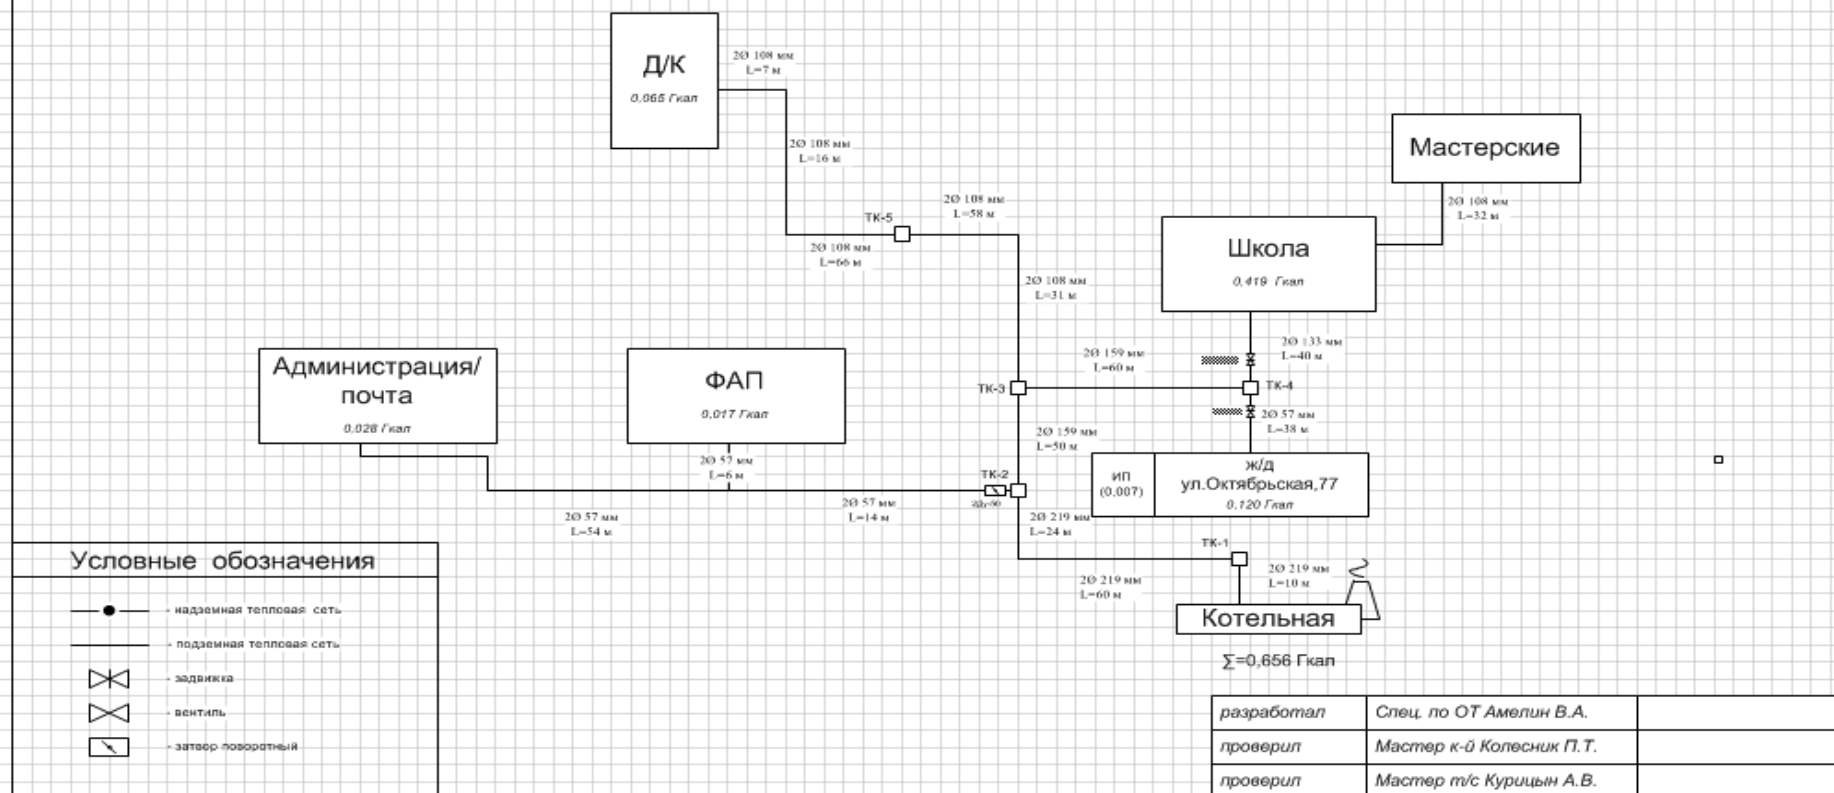 Д/К
0,065 Гкал
2Ø 108 мм
L=7 м
2Ø 108 мм
L=16 м
Мастерские
2Ø 108 мм
L=32 м
2Ø 108 мм
L=58 м
ТК-5
2Ø 108 мм
L=66 м
Школа
0,419 Гкал
2Ø 108 мм
L=31 м
2Ø 133 мм
L=40 м
2Ø 159 мм
L=60 м
ТК-3
ТК-4
Администрация/
почта
0,028 Гкал
ФАП
0,017 Гкал
2Ø 57 мм
L=38 м
2Ø 159 мм
L=50 м
2Ø 57 мм
L=6 м
ТК-2
ИП
(0.007)
ж/д
ул.Октябрьская,77
0.120 Гкал
2Ø 57 мм
L=54 м
2Ø 57 мм
L=14 м
2Ø 219 мм
L=24 м
ТК-1
2Ø 219 мм
L=10 м
2Ø 219 мм
L=60 м
Котельная
∑=0,656 Гкал
Условные обозначения
- надземная тепловая сеть
- подземная тепловая сеть
- задвижка
- вентиль
- затвор поворотный
разработал Спец. по ОТ Амелин В.А.
проверил Мастер к-й Колесник П.Т.
проверил Мастер т/с Курицын А.В.